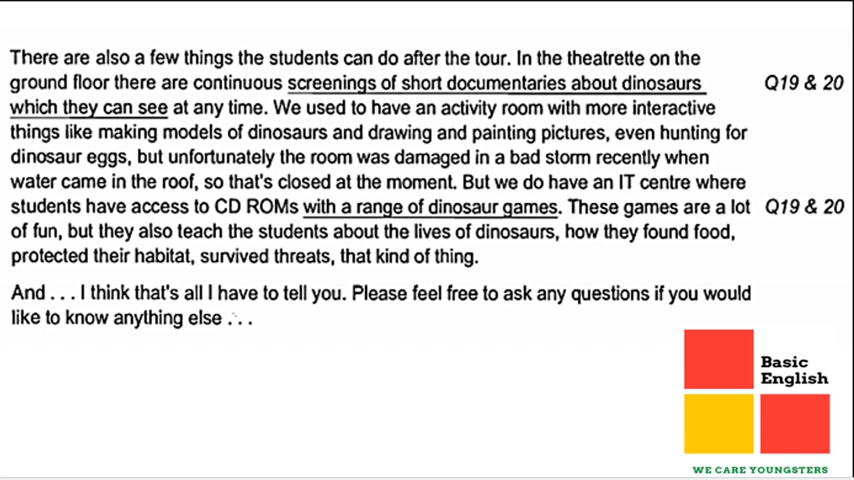 There are also a few things the students can do after the tour. In the theatrette on the
ground floor there are continuous screenings of short documentaries about dinosaurs Q19 & 20
which they can see at any time. We used to have an activity room with more interactive
things like making models of dinosaurs and drawing and painting pictures, even hunting for
dinosaur eggs, but unfortunately the room was damaged in a bad storm recently when
water came in the roof, so that's closed at the moment. But we do have an IT centre where
students have access to CD ROMs with a range of dinosaur games. These games are a lot Q19 & 20
of fun, but they also teach the students about the lives of dinosaurs, how they found food,
protected their habitat, survived threats, that kind of thing.
And . . . I think that's all I have to tell you. Please feel free to ask any questions if you would
like to know anything else . . .
Basic
English
WE CARE YOUNGSTERS